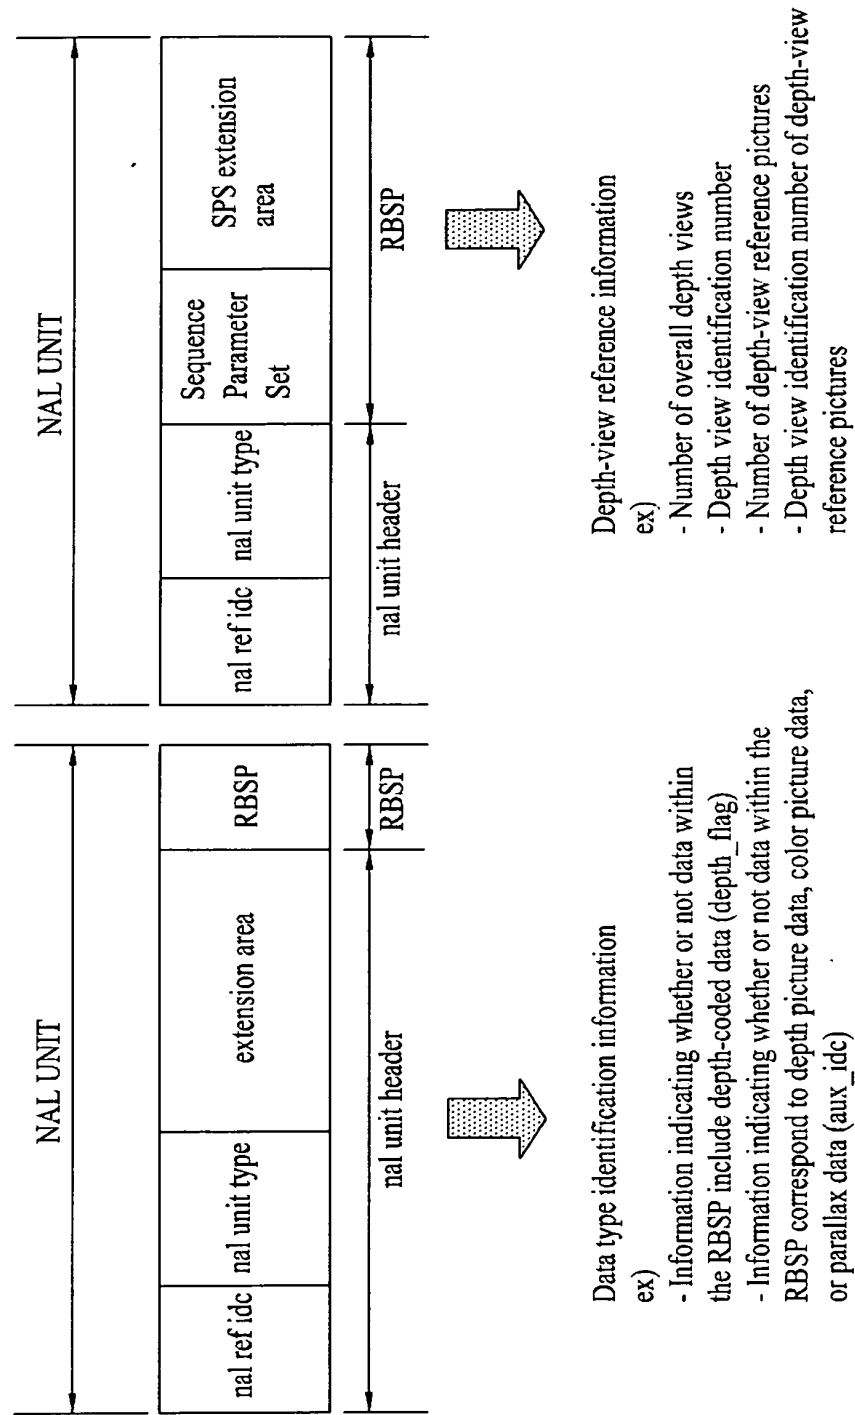 NAL UNIT
nal ref idc
nal unit type
extension area
RBSP
nal unit header
RBSP
Data type identification information
ex)
- Information indicating whether or not data within
the RBSP include depth-coded data (depth_flag)
- Information indicating whether or not data within the
RBSP correspond to depth picture data, color picture data,
or parallax data (aux_idc)
NAL UNIT
nal ref idc
nal unit type
Sequence
Parameter
Set
SPS extension
area
nal unit header
RBSP
Depth-view reference information
ex)
- Number of overall depth views
- Depth view identification number
- Number of depth-view reference pictures
- Depth view identification number of depth-view
reference pictures